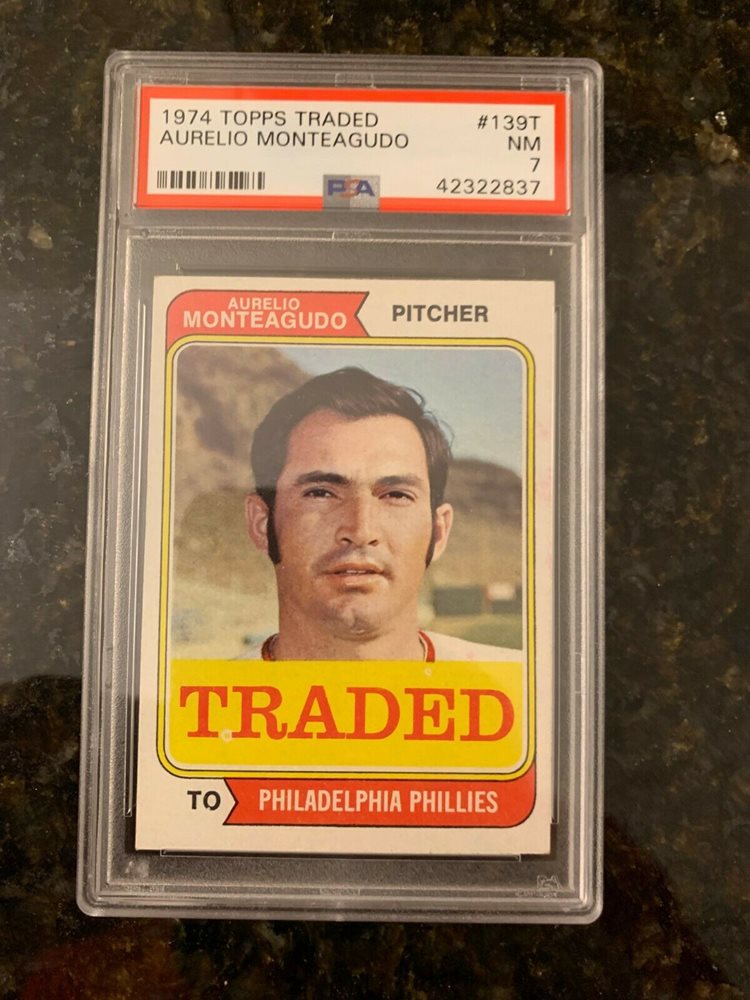 1974 TOPPS TRADED #139T
AURELIO MONTEAGUDO NM
7
PSA 42322837
AURELIO
MONTEAGUDO
PITCHER
TRADED
TO PHILADELPHIA PHILLIES